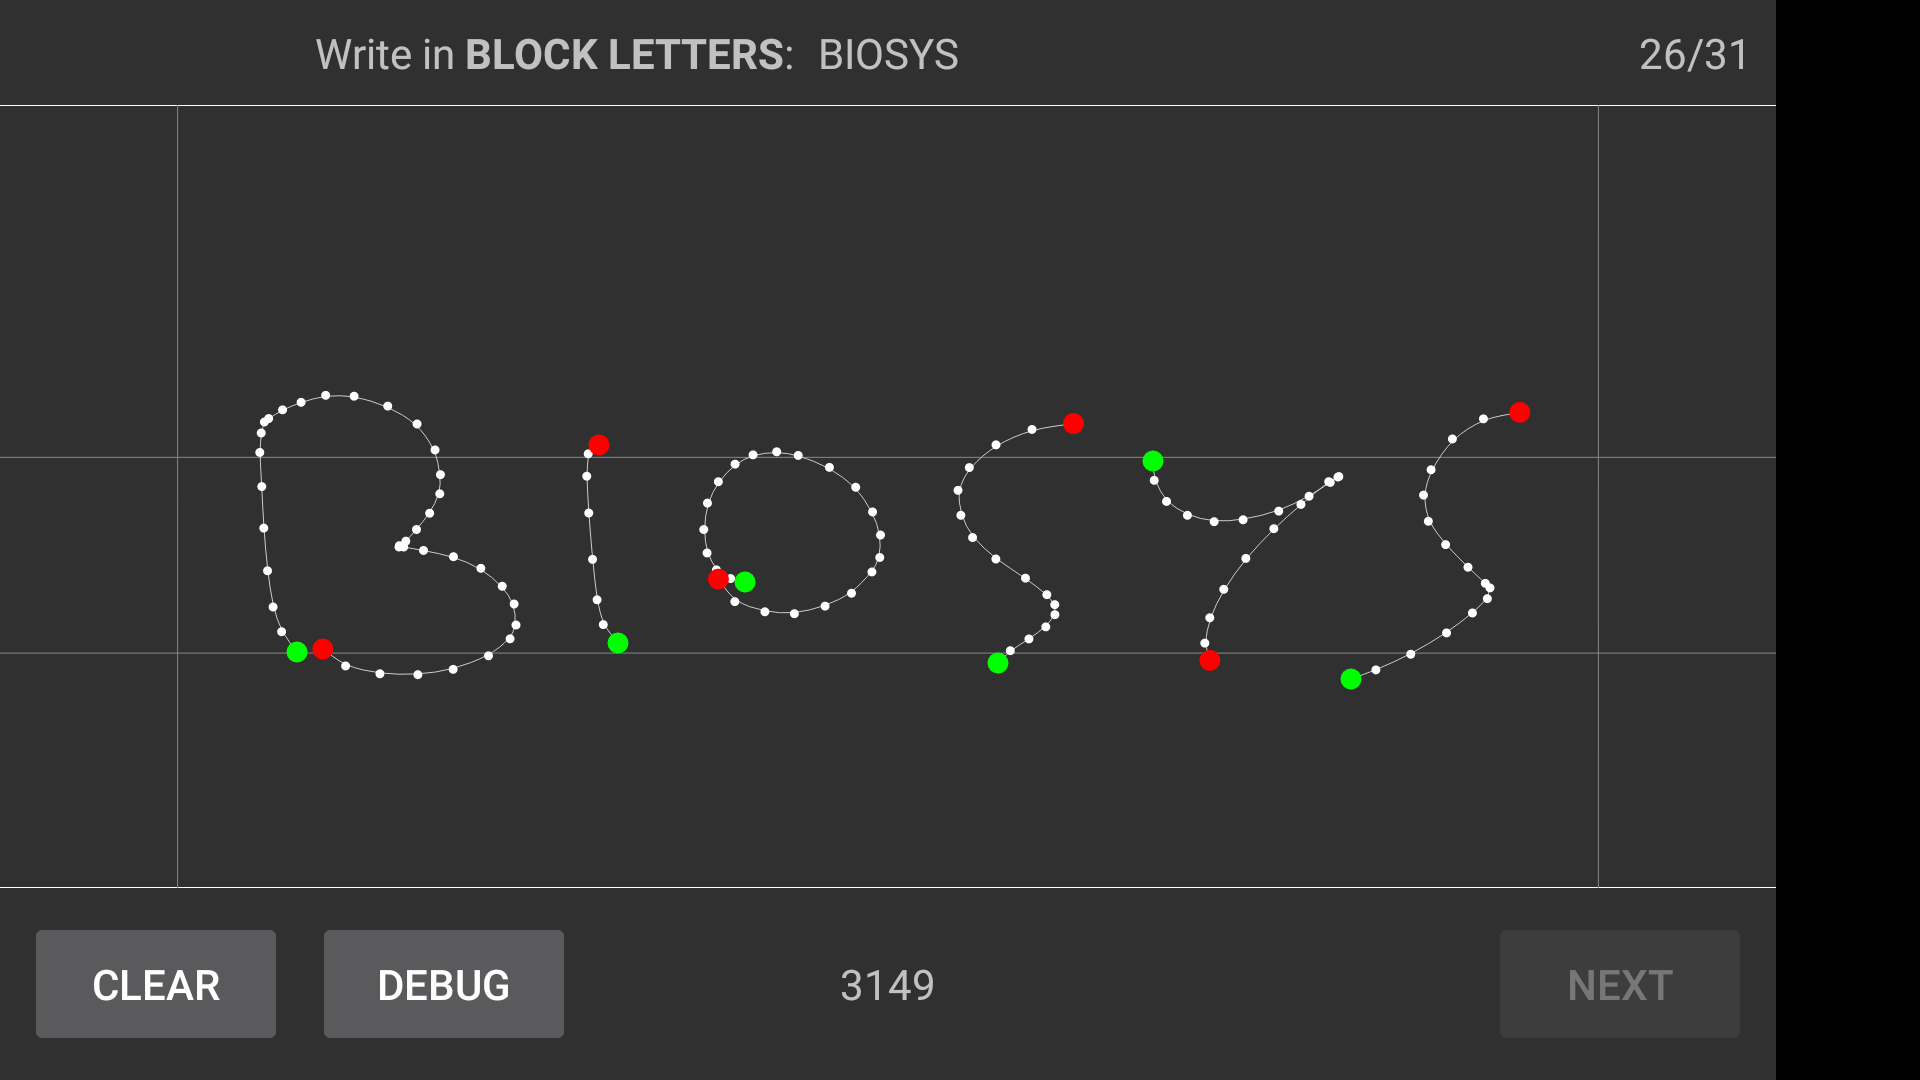 Write in BLOCK LETTERS: BIOSYS
26/31
BIOSYS
CLEAR
DEBUG
3149
NEXT